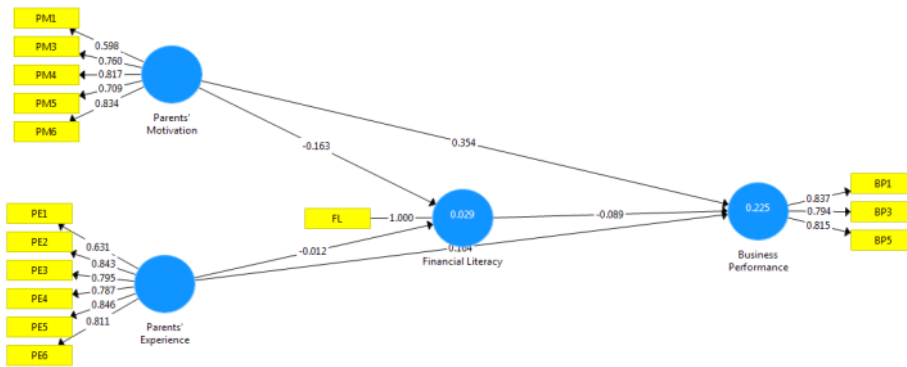 PM1
PM3
PM4
PM5
PM6
0.598
0.760
0.817
0.709
0.834
Parents'
Motivation
-0.163
0.354
PE1
PE2
PE3
PE4
PE5
PE6
0.631
0.843
0.795
0.787
0.846
0.811
Parents'
Experience
FL
1.000
-0.012
0.029
Financial Literacy
-0.089
0.164
0.225
Business
Performance
0.837
0.794
0.815
BP1
BP3
BP5